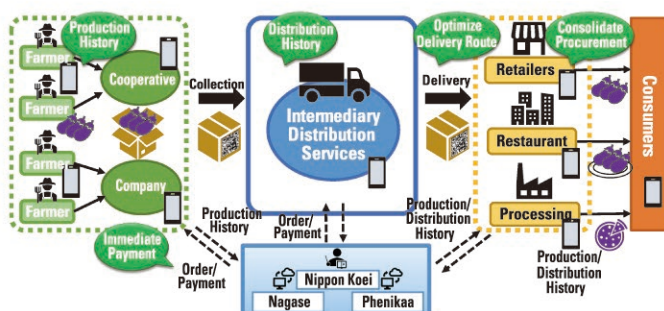 Production
History
Farmer
Farmer
Farmer
Farmer
Cooperative
Company
Immediate
Payment
Collection
Distribution
History
Intermediary
Distribution
Services
Optimize
Delivery Route
Delivery
Consolidate
Procurement
Retailers
Restaurant
Processing
Consumers
Production
History
Order/
Payment
Order/
Payment
Production/
Distribution
History
Production/
Distribution
History
Nippon Koei
Nagase
Phenikaa